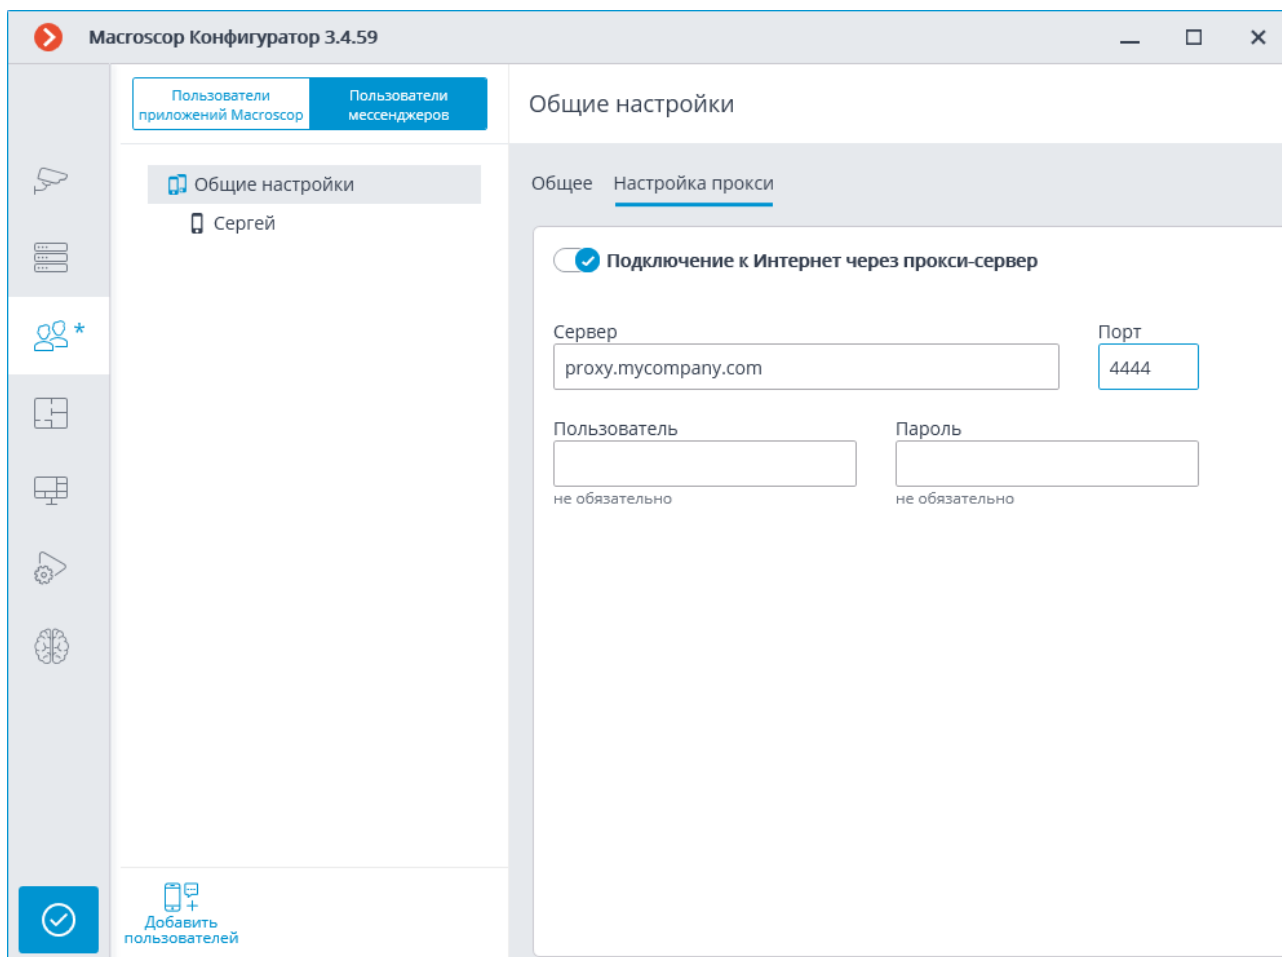 Macroscop Конфигуратор 3.4.59
Пользователи
приложений Macroscop
Пользователи
мессенджеров
Общие настройки
Сергей
Добавить
пользователей
Общие настройки
Общее Настройка прокси
Подключение к Интернет через прокси-сервер
Сервер Порт
proxy.mycompany.com 4444
Пользователь Пароль
не обязательно не обязательно